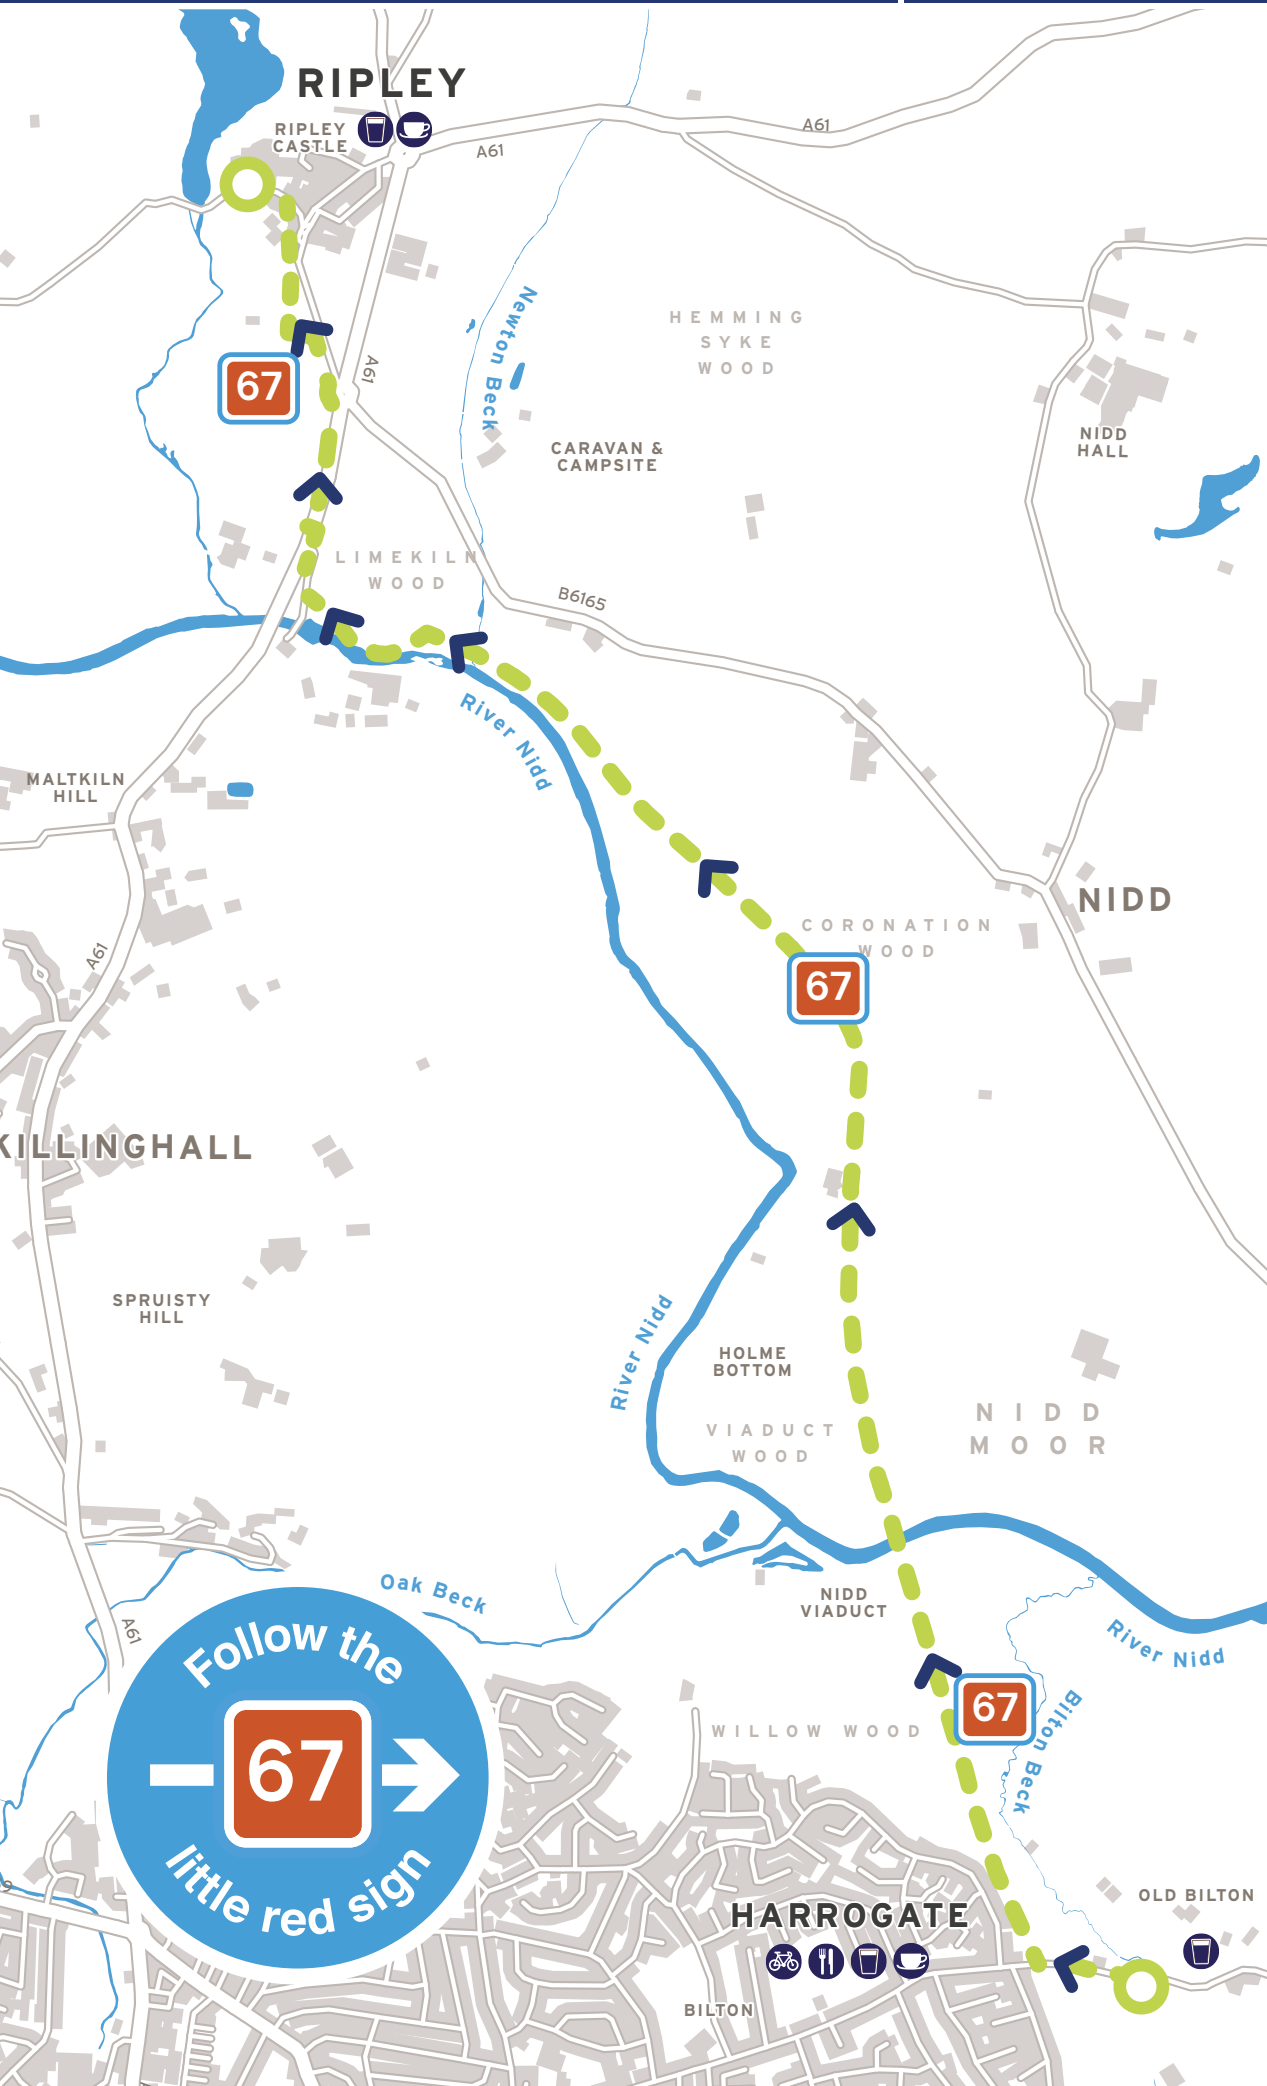 RIPLEY
RIPLEY
CASTLE
A61
A61
Newton Beck
HEMMING
SYKE
WOOD
67
A61
CARAVAN &
CAMPSITE
NIDD
HALL
LIMEKILN
WOOD
B6165
River Nidd
MALTKILN
HILL
NIDD
CORONATION
WOOD
A61
67
KILLINGHALL
SPRUISTY
HILL
River Nidd
HOLME
BOTTOM
VIADUCT
WOOD
NIDD
MOOR
Oak Beck
NIDD
VIADUCT
A61
River Nidd
Follow the
67
little red sign
WILLOW WOOD
67
Bilton Beck
OLD BILTON
HARROGATE
BILTON